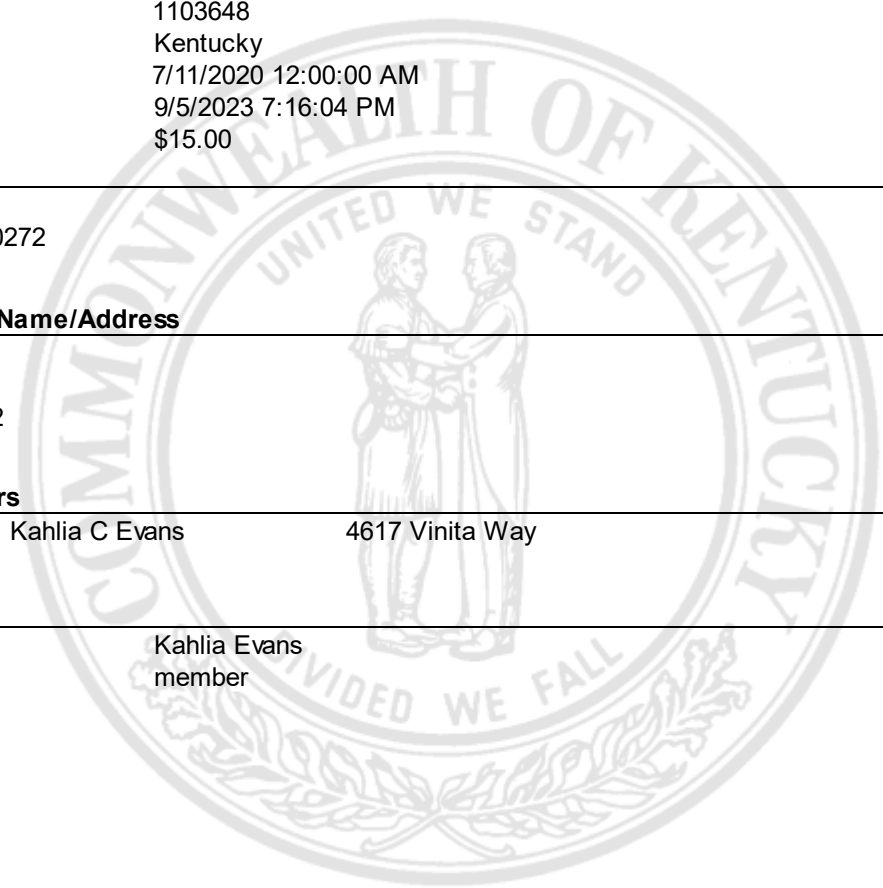 1103648
Kentucky
7/11/2020 12:00:00 AM
9/5/2023 7:16:04 PM
$15.00
0272
Name/Address
2
rs
Kahlia C Evans 4617 Vinita Way
Kahlia Evans
member
COMMONWEALTH OF KENTUCKY
UNITED WE STAND
DIVIDED WE FALL